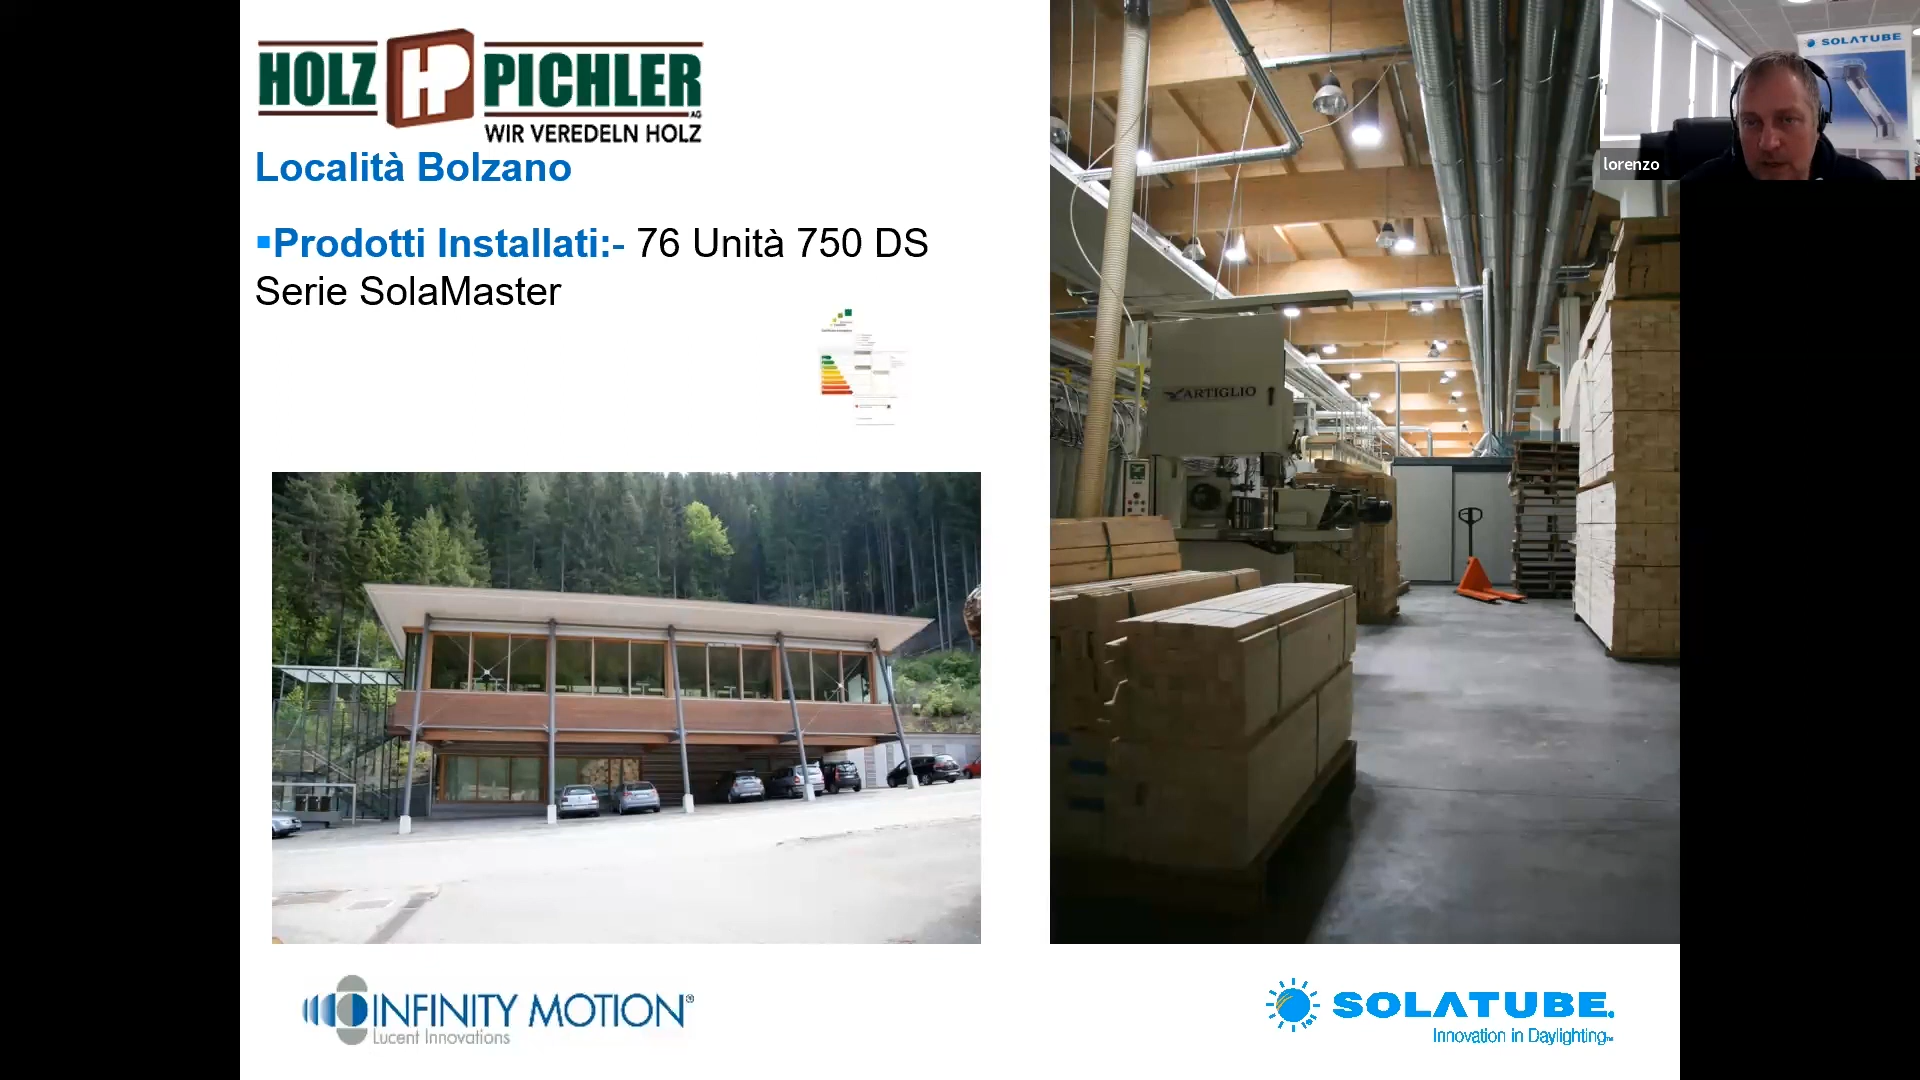 HOLZ HP PICHLER
AG
WIR VEREDELN HOLZ
Località Bolzano
▪Prodotti Installati:- 76 Unità 750 DS
Serie SolaMaster
ARTIGLIO
SOLATUBE
lorenzo
INFINITY MOTION®
Lucent Innovations
SOLATUBE.
Innovation in Daylighting™